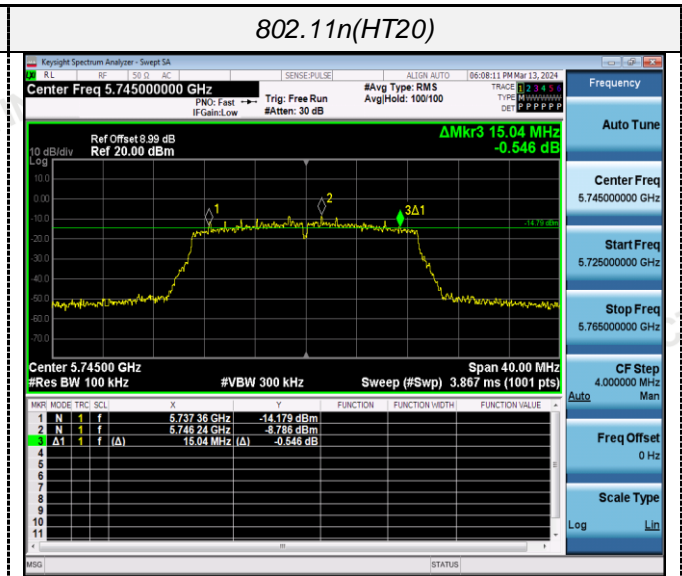 802.11n(HT20)
Keysight Spectrum Analyzer - Swept SA
RL RF 50 Ω AC SENSE:PULSE ALIGN AUTO 06:08:11 PM Mar 13, 2024
Center Freq 5.745000000 GHz
PNO: Fast
IFGain:Low
Trig: Free Run
#Atten: 30 dB
#Avg Type: RMS
Avg|Hold: 100/100
TRACE 1 2 3 4 5 6
TYPE M W W W W W
DET P P P P P P
Ref Offset 8.99 dB
10 dB/div Ref 20.00 dBm
Log
ΔMkr3 15.04 MHz
-0.546 dB
10.0
0.00
-10.0
-20.0
-30.0
-40.0
-50.0
-60.0
-70.0
1
2
3Δ1
-14.79 dBm
Center 5.74500 GHz Span 40.00 MHz
#Res BW 100 kHz #VBW 300 kHz Sweep (#Swp) 3.867 ms (1001 pts)
MKR MODE TRC SCL X Y FUNCTION FUNCTION WIDTH FUNCTION VALUE
1 N 1 f 5.737 36 GHz -14.179 dBm
2 N 1 f 5.746 24 GHz -8.786 dBm
3 Δ1 1 f (Δ) 15.04 MHz (Δ) -0.546 dB
4
5
6
7
8
9
10
11
MSG STATUS
Frequency
Auto Tune
Center Freq
5.745000000 GHz
Start Freq
5.725000000 GHz
Stop Freq
5.765000000 GHz
CF Step
4.000000 MHz
Auto Man
Freq Offset
0 Hz
Scale Type
Log Lin